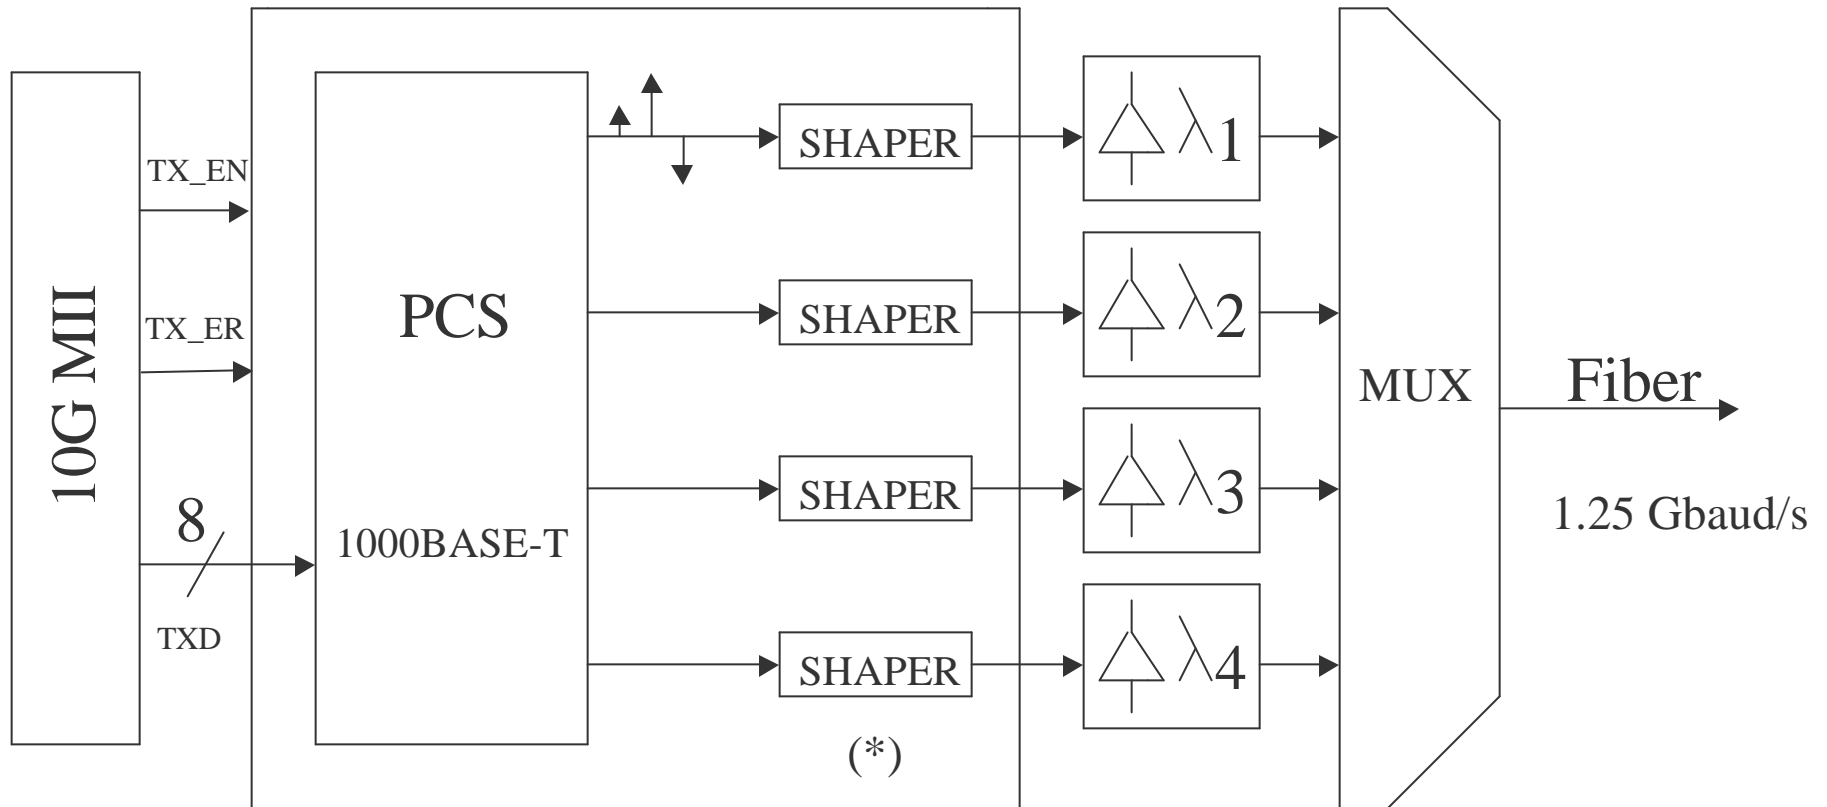 10G MII
TX_EN
TX_ER
8
TXD
PCS
1000BASE-T
SHAPER
SHAPER
SHAPER
SHAPER
(*)
λ1
λ2
λ3
λ4
MUX
Fiber
1.25 Gbaud/s